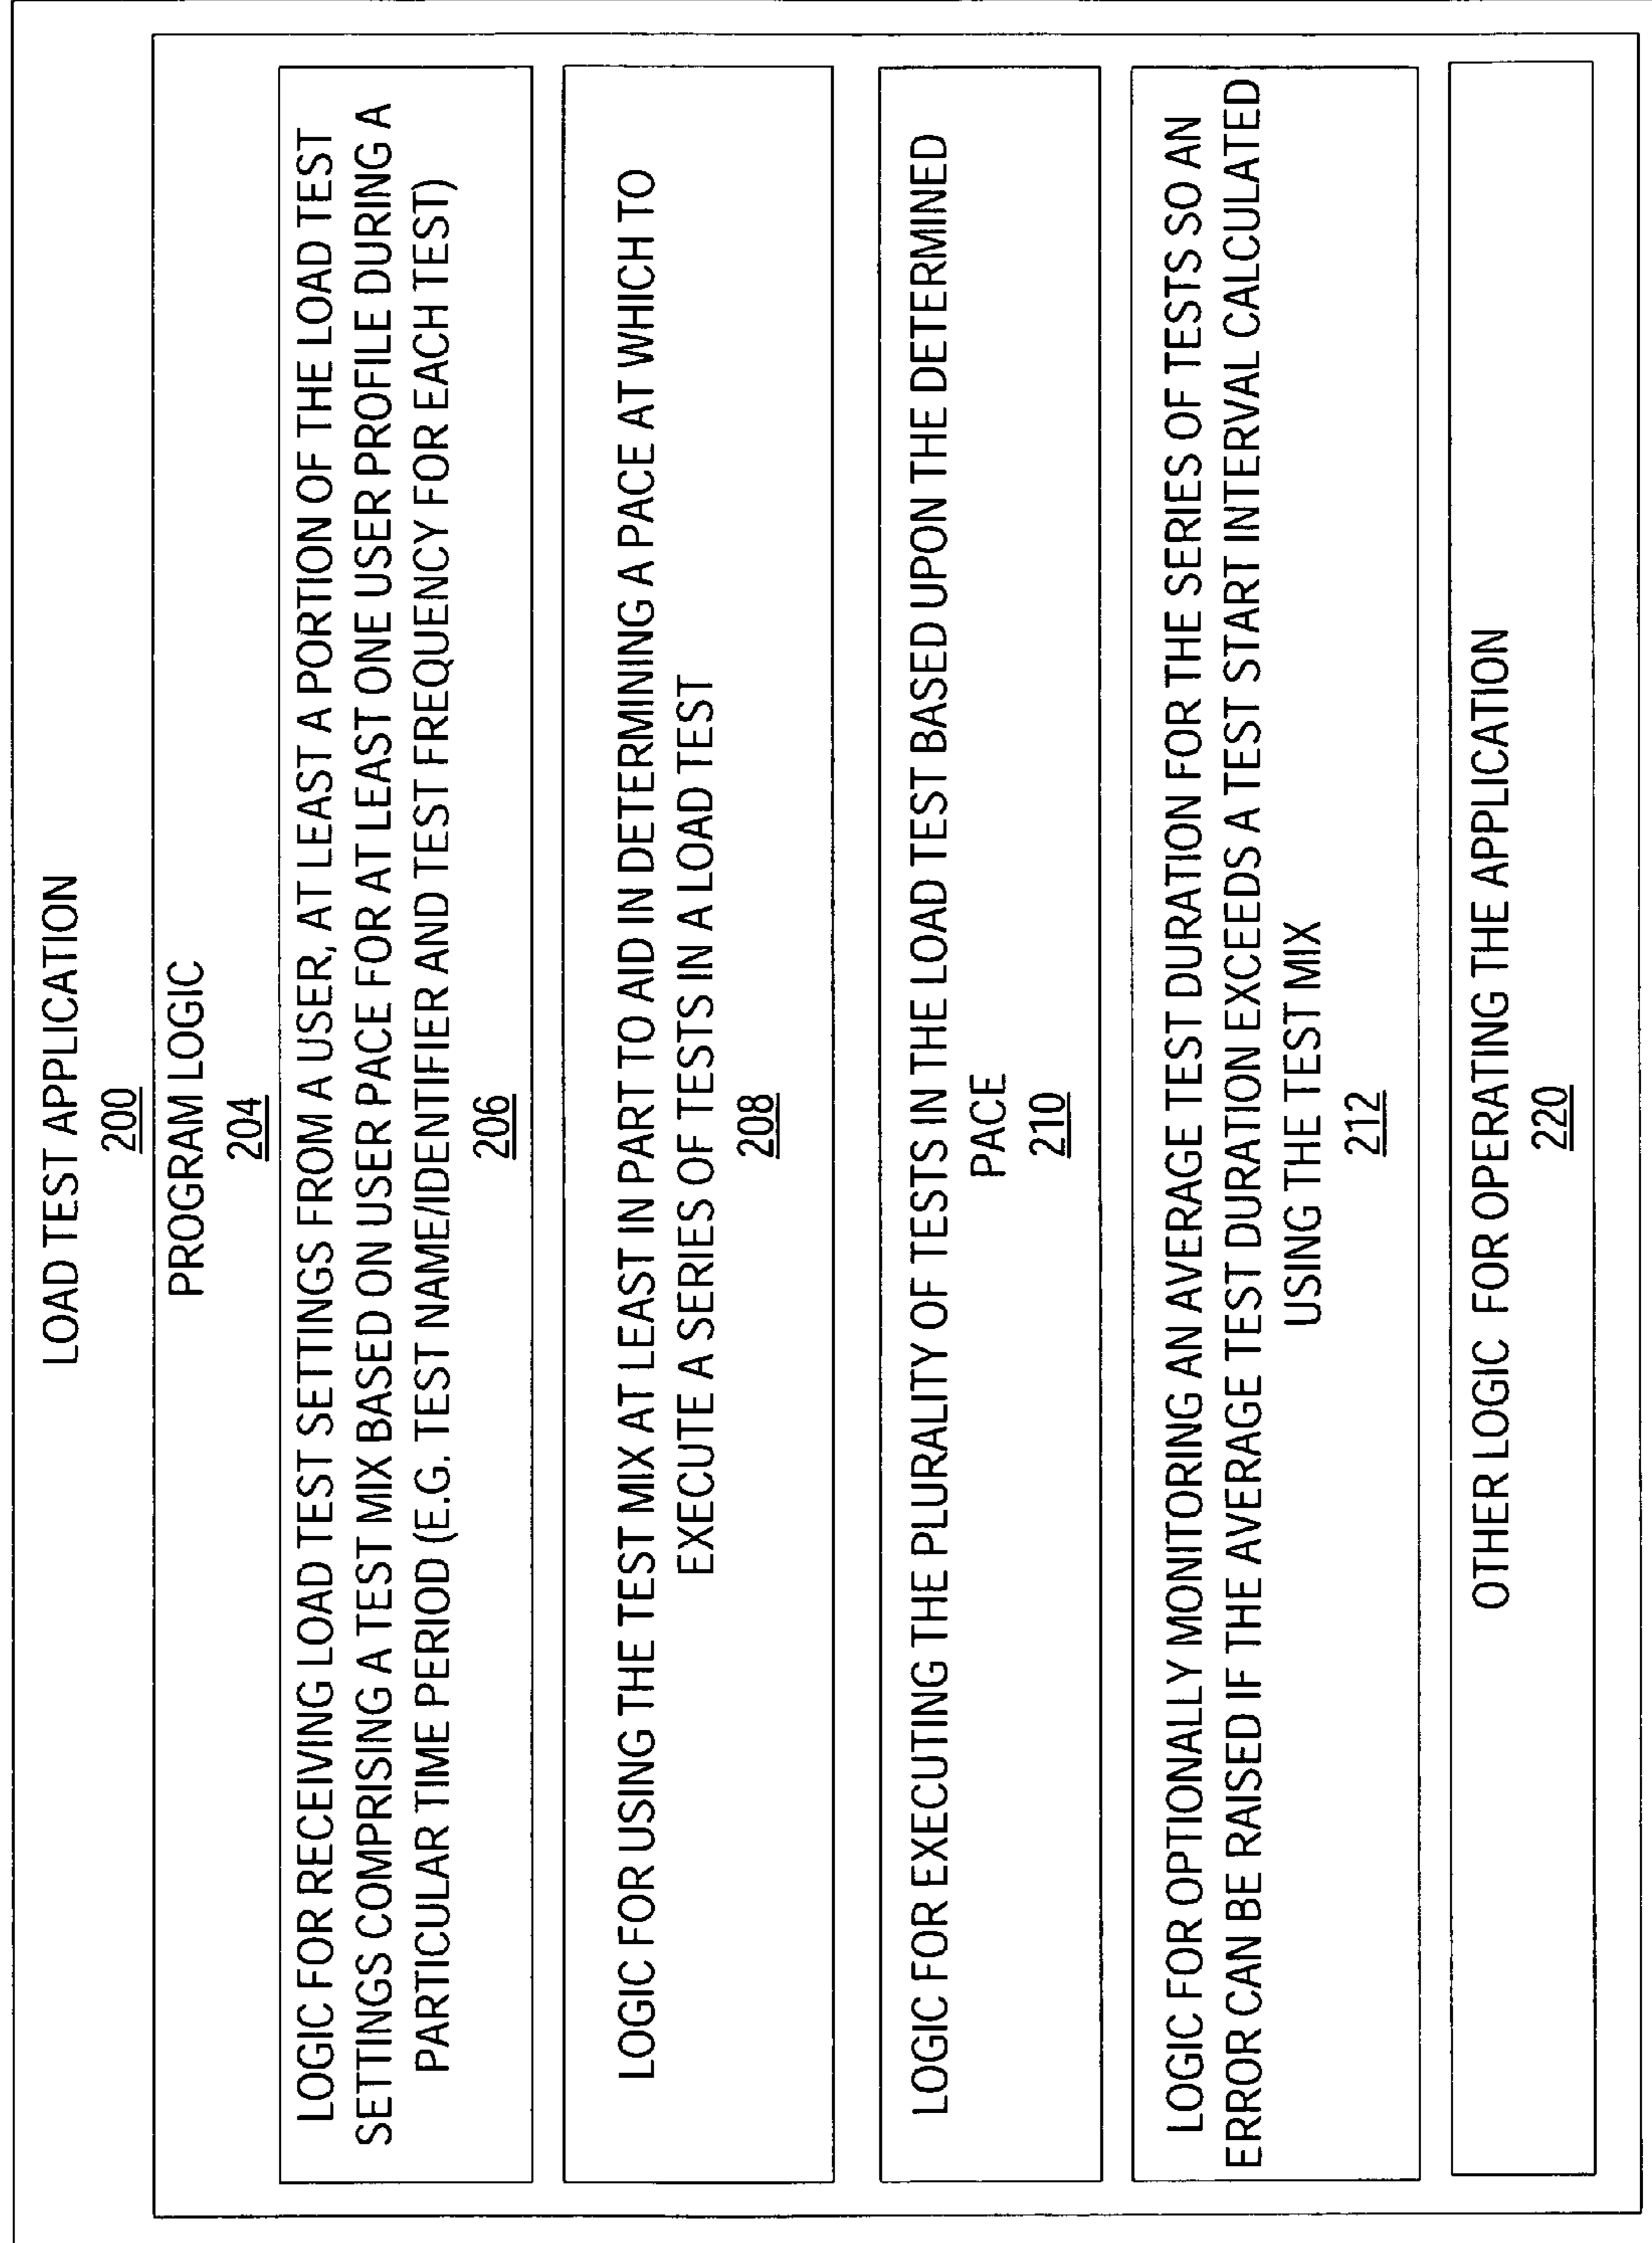 LOAD TEST APPLICATION
200
PROGRAM LOGIC
204
LOGIC FOR RECEIVING LOAD TEST SETTINGS FROM A USER, AT LEAST A PORTION OF THE LOAD TEST
SETTINGS COMPRISING A TEST MIX BASED ON USER PACE FOR AT LEAST ONE USER PROFILE DURING A
PARTICULAR TIME PERIOD (E.G. TEST NAME/IDENTIFIER AND TEST FREQUENCY FOR EACH TEST)
206
LOGIC FOR USING THE TEST MIX AT LEAST IN PART TO AID IN DETERMINING A PACE AT WHICH TO
EXECUTE A SERIES OF TESTS IN A LOAD TEST
208
LOGIC FOR EXECUTING THE PLURALITY OF TESTS IN THE LOAD TEST BASED UPON THE DETERMINED
PACE
210
LOGIC FOR OPTIONALLY MONITORING AN AVERAGE TEST DURATION FOR THE SERIES OF TESTS SO AN
ERROR CAN BE RAISED IF THE AVERAGE TEST DURATION EXCEEDS A TEST START INTERVAL CALCULATED
USING THE TEST MIX
212
OTHER LOGIC FOR OPERATING THE APPLICATION
220